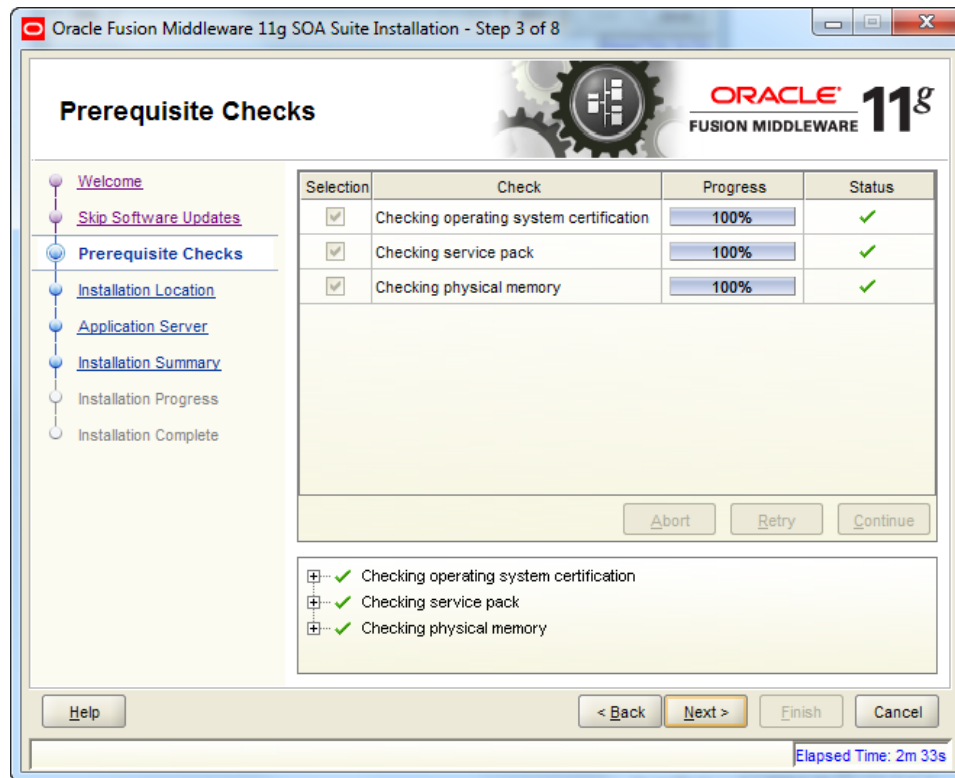 Oracle Fusion Middleware 11g SOA Suite Installation - Step 3 of 8
Prerequisite Checks
ORACLE
FUSION MIDDLEWARE 11g
Welcome
Skip Software Updates
Prerequisite Checks
Installation Location
Application Server
Installation Summary
Installation Progress
Installation Complete
Selection Check Progress Status
Checking operating system certification 100%
Checking service pack 100%
Checking physical memory 100%
Abort Retry Continue
Checking operating system certification
Checking service pack
Checking physical memory
Help < Back Next > Finish Cancel
Elapsed Time: 2m 33s